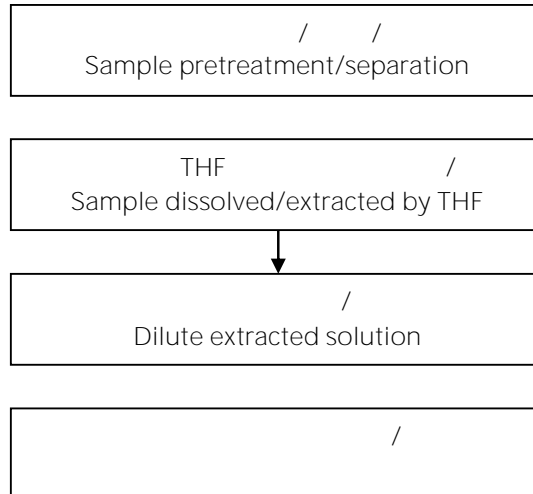 / /
Sample pretreatment/separation
THF /
Sample dissolved/extracted by THF
/
Dilute extracted solution
/